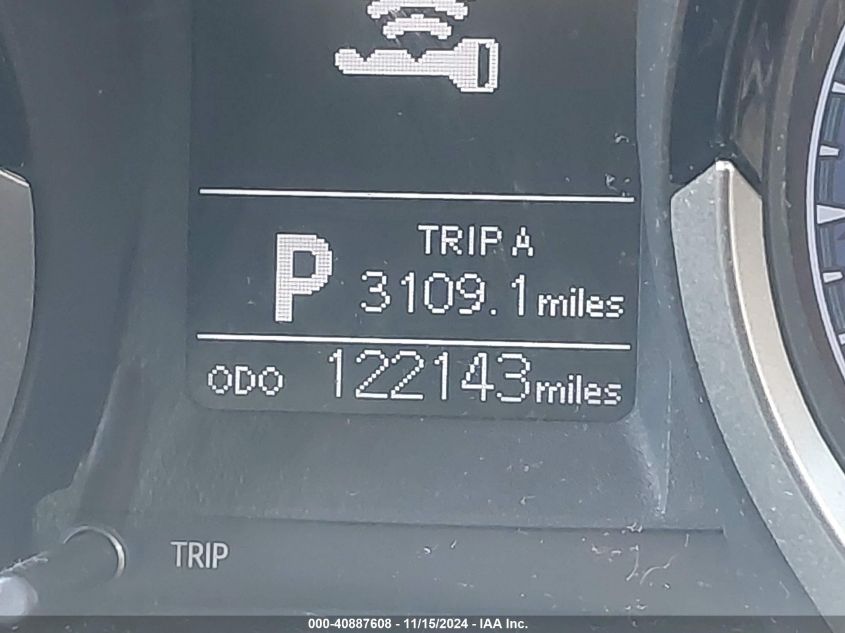 TRIP A
P 3109.1 miles
ODO 122143 miles
TRIP
000-40887608 - 11/15/2024 - IAA Inc.